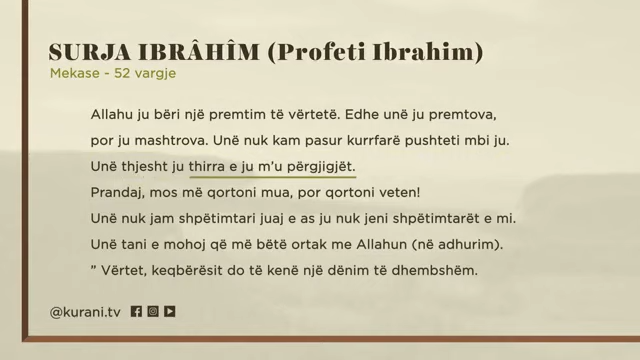 SURJA IBRÂHÎM (Profeti Ibrahim)
Mekase - 52 vargje
Allahu ju bëri një premtim të vërtetë. Edhe unë ju premtova,
por ju mashtrova. Unë nuk kam pasur kurrfarë pushteti mbi ju.
Unë thjesht ju thirra e ju m’u përgjigjët.
Prandaj, mos më qortoni mua, por qortoni veten!
Unë nuk jam shpëtimtari juaj e as ju nuk jeni shpëtimtarët e mi.
Unë tani e mohoj që më bëtë ortak me Allahun (në adhurim).
” Vërtet, keqbërësit do të kenë një dënim të dhembshëm.
@kurani.tv